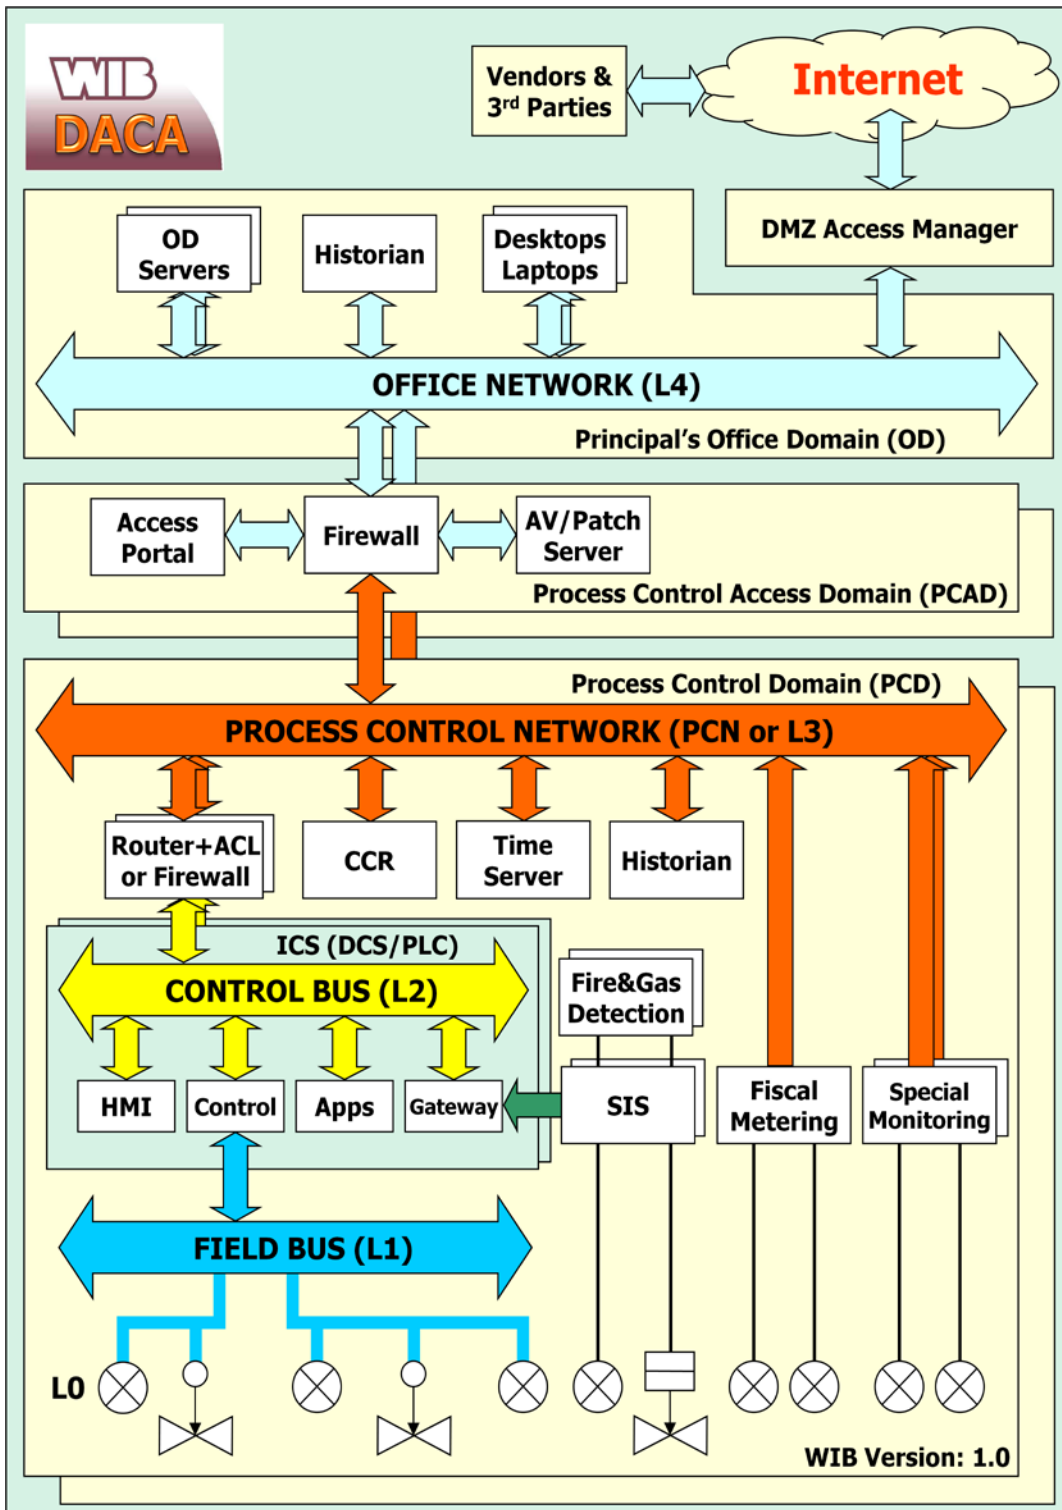 WIB
DACA
Vendors &
3rd Parties
Internet
DMZ Access Manager
OD
Servers
Historian
Desktops
Laptops
OFFICE NETWORK (L4)
Principal's Office Domain (OD)
Access
Portal
Firewall
AV/Patch
Server
Process Control Access Domain (PCAD)
Process Control Domain (PCD)
PROCESS CONTROL NETWORK (PCN or L3)
Router+ACL
or Firewall
CCR
Time
Server
Historian
ICS (DCS/PLC)
CONTROL BUS (L2)
Fire&Gas
Detection
HMI
Control
Apps
Gateway
SIS
Fiscal
Metering
Special
Monitoring
FIELD BUS (L1)
L0
WIB Version: 1.0